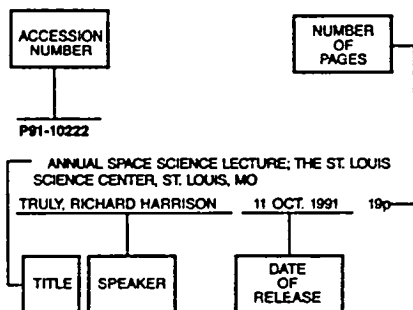 ACCESSION
NUMBER
NUMBER
OF
PAGES
P91-10222
ANNUAL SPACE SCIENCE LECTURE; THE ST. LOUIS
SCIENCE CENTER, ST. LOUIS, MO
TRULY, RICHARD HARRISON 11 OCT. 1991 19p
TITLE
SPEAKER
DATE
OF
RELEASE